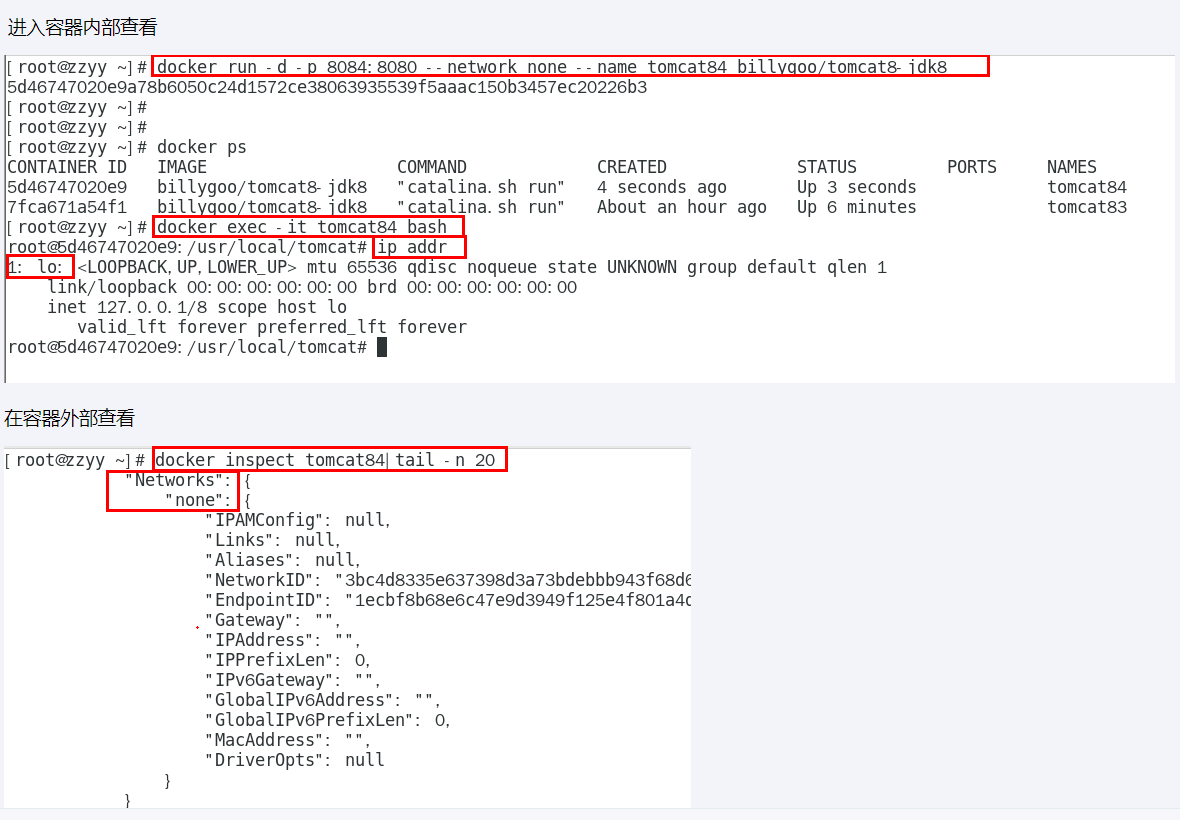 进入容器内部查看
[root@zzyy ~]# docker run -d -p 8084:8080 --network none --name tomcat84 billygoo/tomcat8-jdk8
5d46747020e9a78b6050c24d1572ce38063935539f5aaac150b3457ec20226b3
[root@zzyy ~]#
[root@zzyy ~]#
[root@zzyy ~]# docker ps
CONTAINER ID   IMAGE                   COMMAND             CREATED             STATUS         PORTS     NAMES
5d46747020e9   billygoo/tomcat8-jdk8   "catalina.sh run"   4 seconds ago       Up 3 seconds             tomcat84
7fca671a54f1   billygoo/tomcat8-jdk8   "catalina.sh run"   About an hour ago   Up 6 minutes             tomcat83
[root@zzyy ~]# docker exec -it tomcat84 bash
root@5d46747020e9:/usr/local/tomcat# ip addr
1: lo: <LOOPBACK,UP,LOWER_UP> mtu 65536 qdisc noqueue state UNKNOWN group default qlen 1
    link/loopback 00:00:00:00:00:00 brd 00:00:00:00:00:00
    inet 127.0.0.1/8 scope host lo
       valid_lft forever preferred_lft forever
root@5d46747020e9:/usr/local/tomcat#
在容器外部查看
[root@zzyy ~]# docker inspect tomcat84|tail -n 20
            "Networks": {
                "none": {
                    "IPAMConfig": null,
                    "Links": null,
                    "Aliases": null,
                    "NetworkID": "3bc4d8335e637398d3a73bdebbb943f68d6
                    "EndpointID": "1ecbf8b68e6c47e9d3949f125e4f801a4d
                    "Gateway": "",
                    "IPAddress": "",
                    "IPPrefixLen": 0,
                    "IPv6Gateway": "",
                    "GlobalIPv6Address": "",
                    "GlobalIPv6PrefixLen": 0,
                    "MacAddress": "",
                    "DriverOpts": null
                }
            }